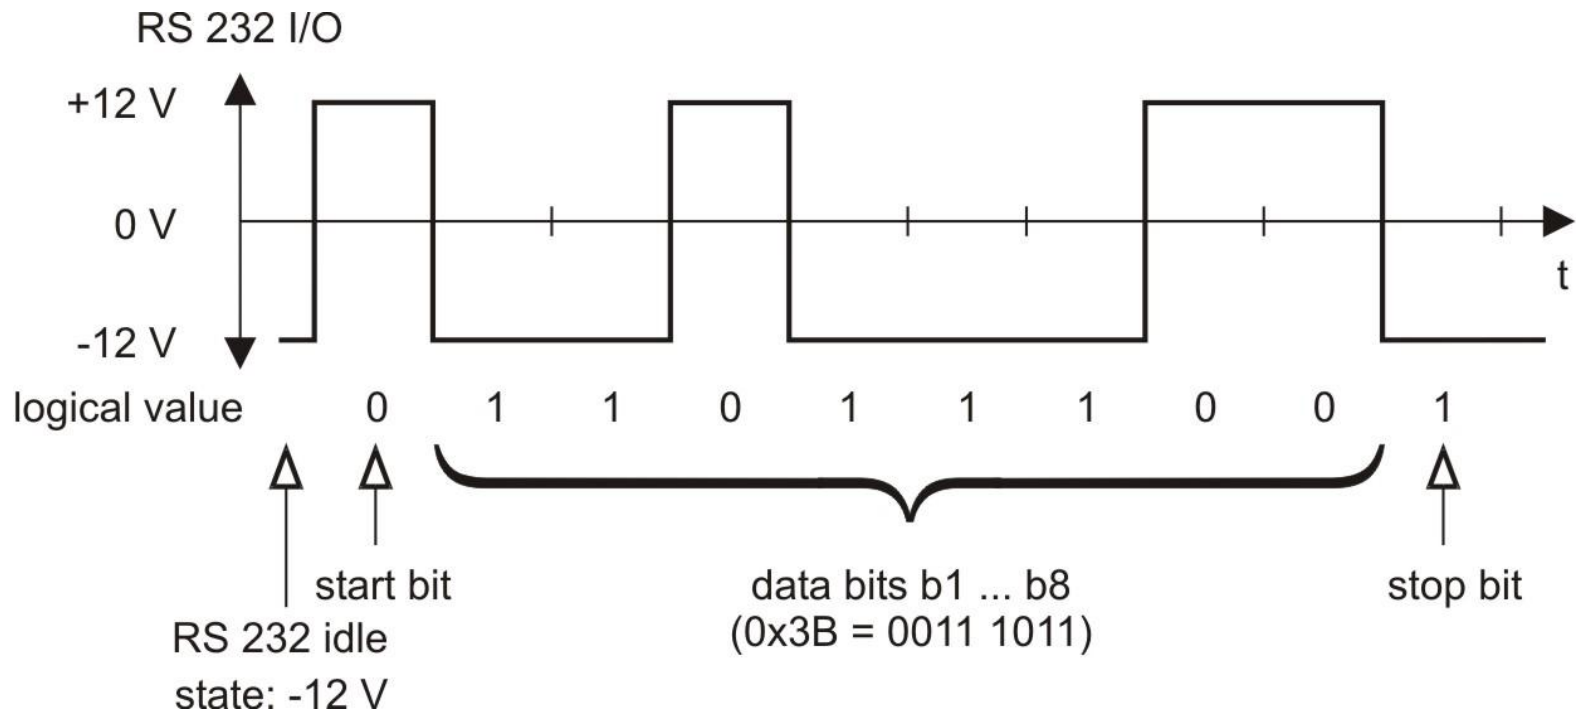 RS 232 I/O
+12 V
0 V
t
-12 V
logical value 0 1 1 0 1 1 1 0 0 1
start bit
data bits b1 ... b8
(0x3B = 0011 1011)
stop bit
RS 232 idle
state: -12 V